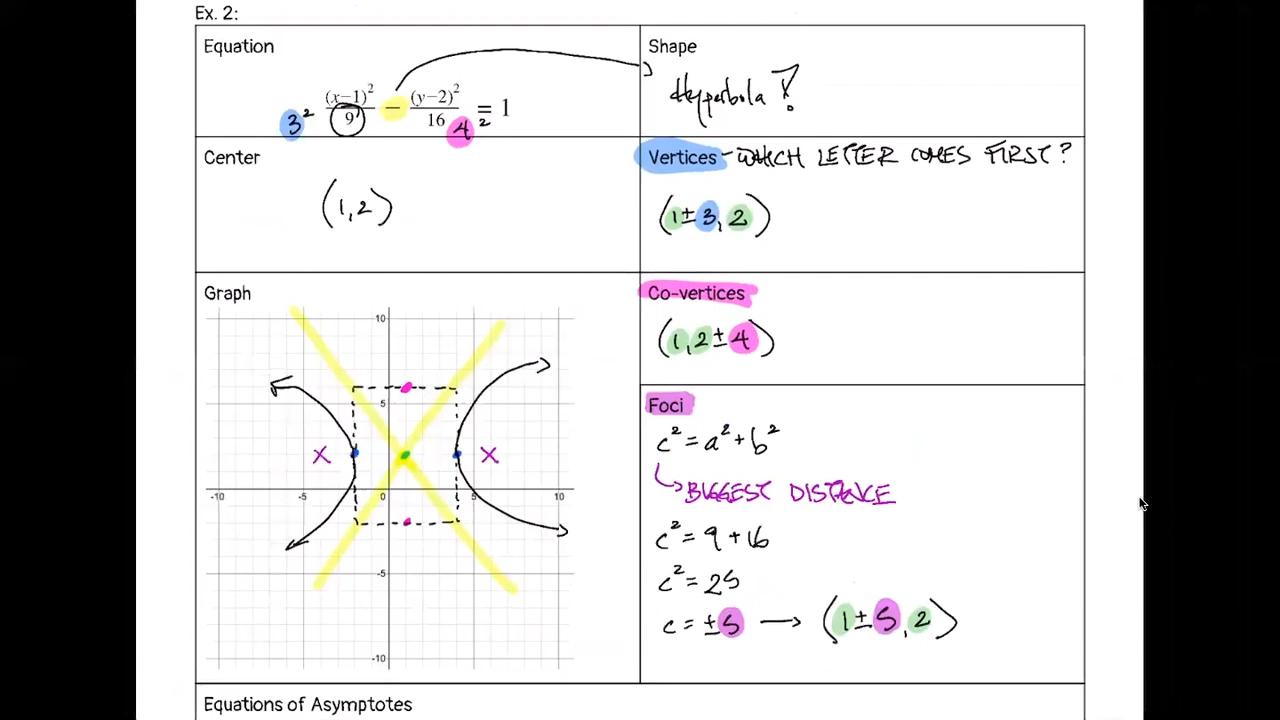 Ex. 2:
Equation
(x−1)² / 9 − (y−2)² / 16 = 1
3² 4²
Shape
Hyperbola!
Center
(1,2)
Vertices - WHICH LETTER COMES FIRST?
(1±3, 2)
Co-vertices
(1, 2±4)
Graph
10
5
-10 -5 0 5 10
-5
-10
X X
Foci
c² = a² + b²
↳ BIGGEST DISTANCE
c² = 9 + 16
c² = 25
c = ±5 → (1±5, 2)
Equations of Asymptotes